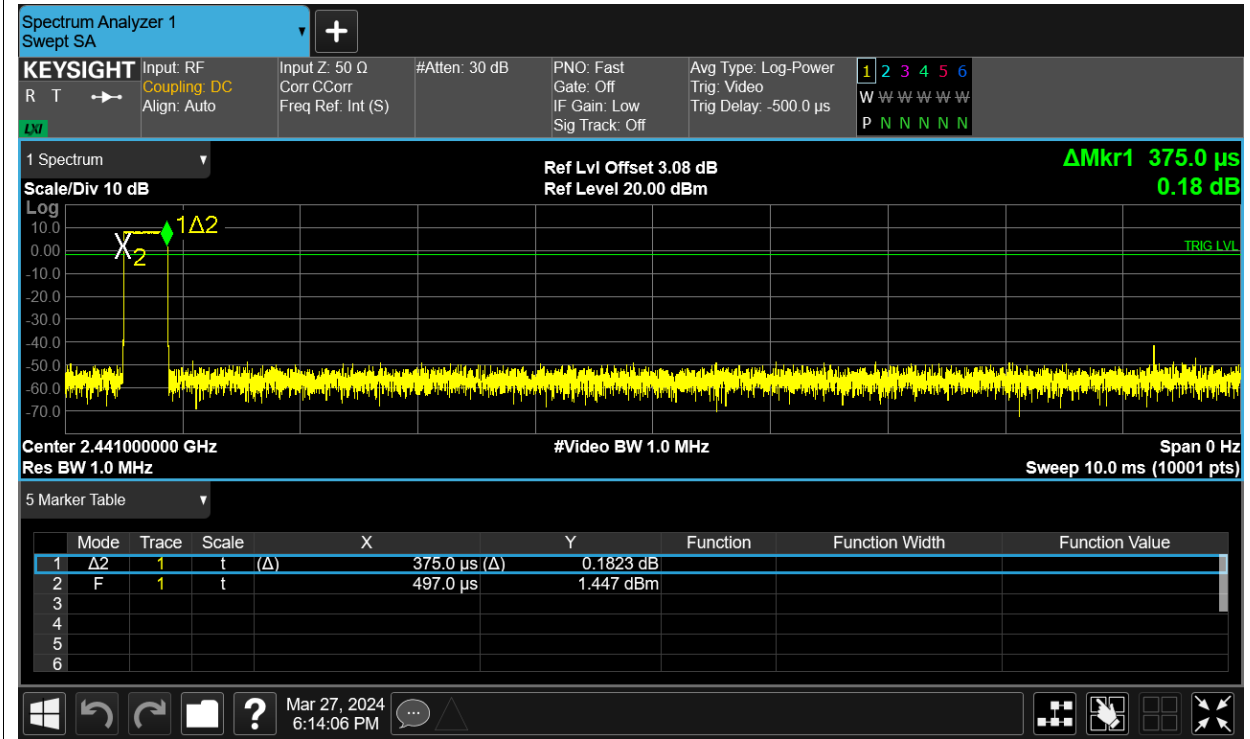 Spectrum Analyzer 1
Swept SA
+
KEYSIGHT
R T
LXI
Input: RF
Coupling: DC
Align: Auto
Input Z: 50 Ω
Corr CCorr
Freq Ref: Int (S)
#Atten: 30 dB
PNO: Fast
Gate: Off
IF Gain: Low
Sig Track: Off
Avg Type: Log-Power
Trig: Video
Trig Delay: -500.0 µs
1 2 3 4 5 6
W W W W W W
P N N N N N
1 Spectrum
Scale/Div 10 dB
Ref Lvl Offset 3.08 dB
Ref Level 20.00 dBm
ΔMkr1 375.0 µs
0.18 dB
Log
10.0
0.00
-10.0
-20.0
-30.0
-40.0
-50.0
-60.0
-70.0
1Δ2
X2
TRIG LVL
Center 2.441000000 GHz
#Video BW 1.0 MHz
Span 0 Hz
Res BW 1.0 MHz
Sweep 10.0 ms (10001 pts)
5 Marker Table
Mode Trace Scale X Y Function Function Width Function Value
1 Δ2 1 t (Δ) 375.0 µs (Δ) 0.1823 dB
2 F 1 t 497.0 µs 1.447 dBm
3
4
5
6
?
Mar 27, 2024
6:14:06 PM